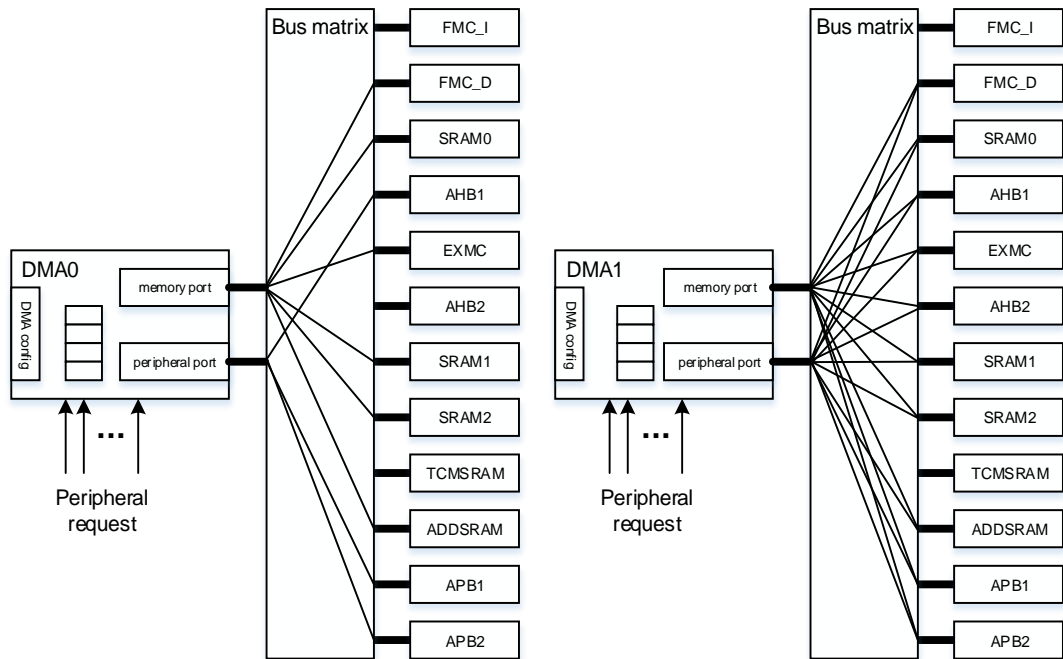 Bus matrix
FMC_I
FMC_D
SRAM0
AHB1
EXMC
AHB2
SRAM1
SRAM2
TCMSRAM
ADDSRAM
APB1
APB2
DMA0
DMA config
memory port
peripheral port
...
Peripheral
request
Bus matrix
FMC_I
FMC_D
SRAM0
AHB1
EXMC
AHB2
SRAM1
SRAM2
TCMSRAM
ADDSRAM
APB1
APB2
DMA1
DMA config
memory port
peripheral port
...
Peripheral
request